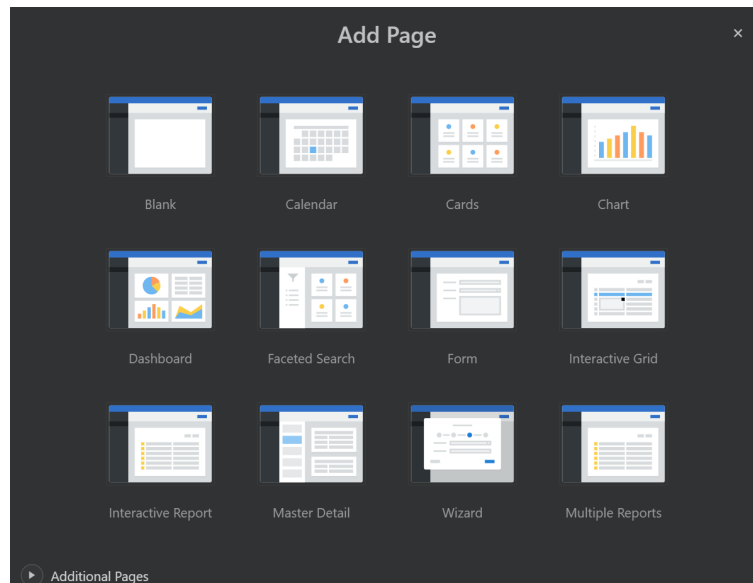 Add Page
Blank
Calendar
Cards
Chart
Dashboard
Faceted Search
Form
Interactive Grid
Interactive Report
Master Detail
Wizard
Multiple Reports
Additional Pages